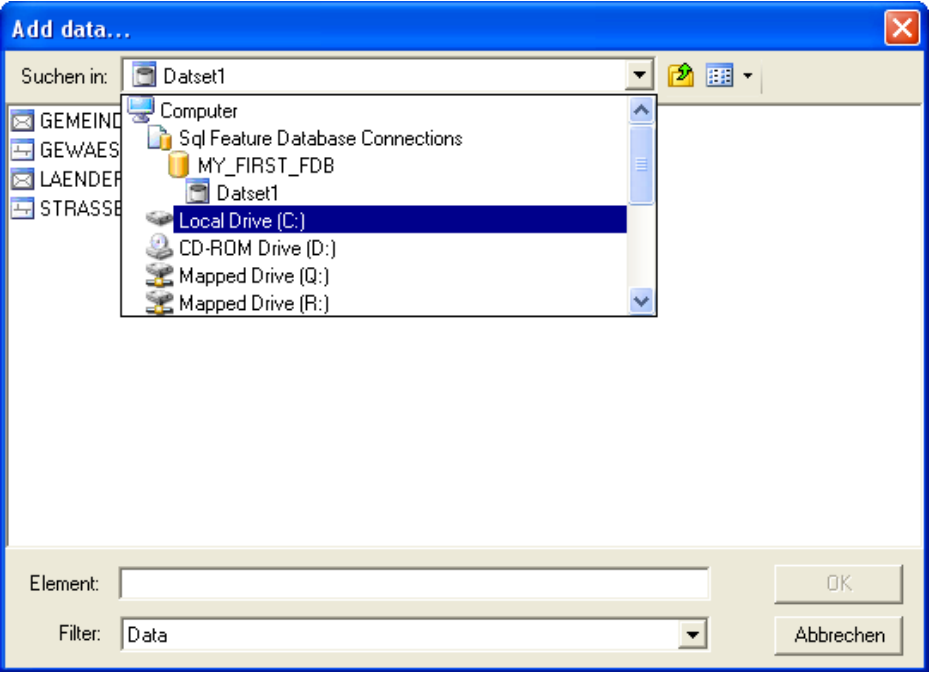 Add data...
Suchen in: Datset1
Computer
GEMEIND
Sql Feature Database Connections
GEWAES
MY_FIRST_FDB
LAENDER
Datset1
STRASSE
Local Drive (C:)
CD-ROM Drive (D:)
Mapped Drive (Q:)
Mapped Drive (R:)
Element:
OK
Filter: Data
Abbrechen